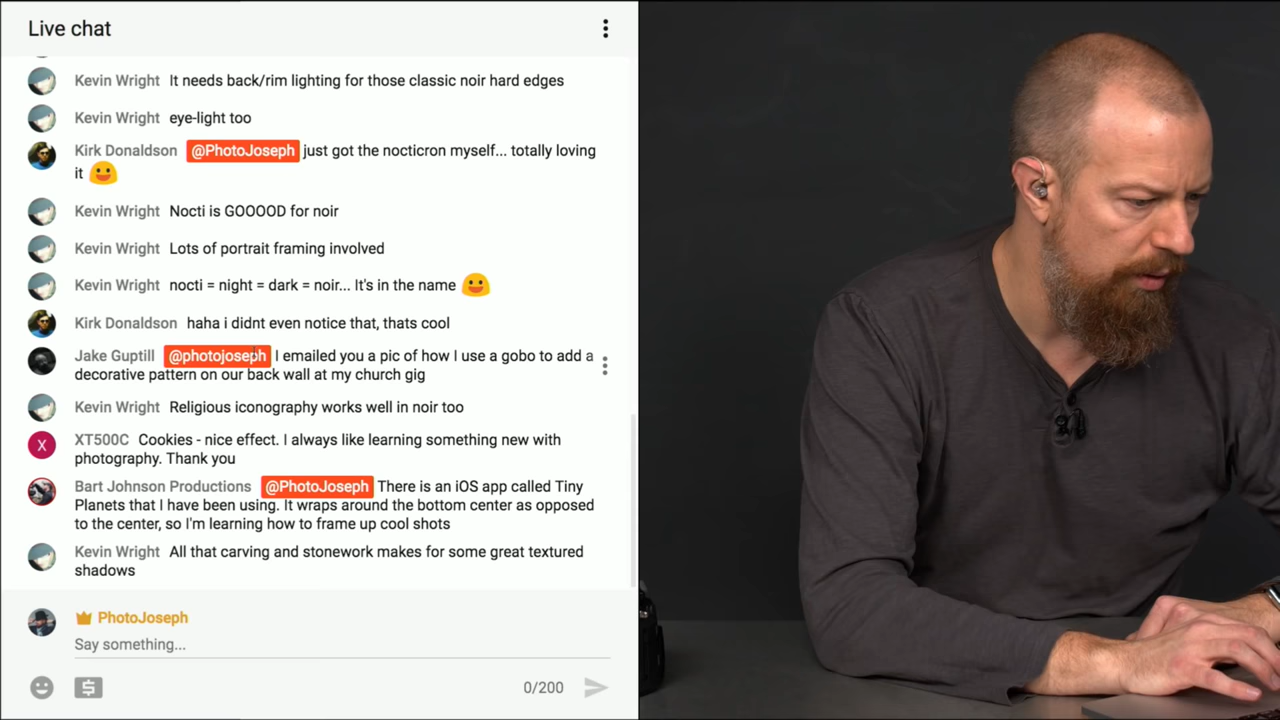 Live chat
Kevin Wright It needs back/rim lighting for those classic noir hard edges
Kevin Wright eye-light too
Kirk Donaldson @PhotoJoseph just got the nocticron myself... totally loving
it
Kevin Wright Nocti is GOOOOD for noir
Kevin Wright Lots of portrait framing involved
Kevin Wright nocti = night = dark = noir... It's in the name
Kirk Donaldson haha i didnt even notice that, thats cool
Jake Guptill @photojoseph I emailed you a pic of how I use a gobo to add a
decorative pattern on our back wall at my church gig
Kevin Wright Religious iconography works well in noir too
X XT500C Cookies - nice effect. I always like learning something new with
photography. Thank you
Bart Johnson Productions @PhotoJoseph There is an iOS app called Tiny
Planets that I have been using. It wraps around the bottom center as opposed
to the center, so I'm learning how to frame up cool shots
Kevin Wright All that carving and stonework makes for some great textured
shadows
PhotoJoseph
Say something...
$ 0/200